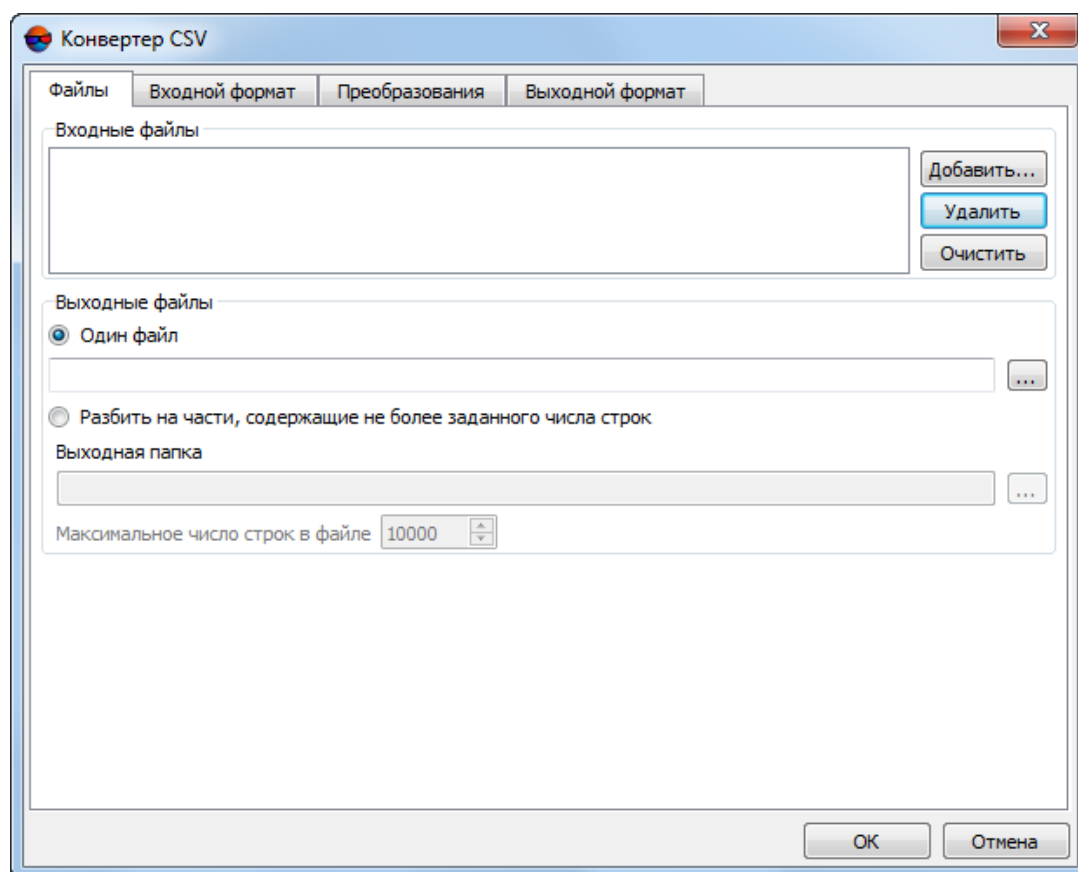 Конвертер CSV
Файлы Входной формат Преобразования Выходной формат
Входные файлы
Добавить...
Удалить
Очистить
Выходные файлы
Один файл
...
Разбить на части, содержащие не более заданного числа строк
Выходная папка
...
Максимальное число строк в файле 10000
OK Отмена